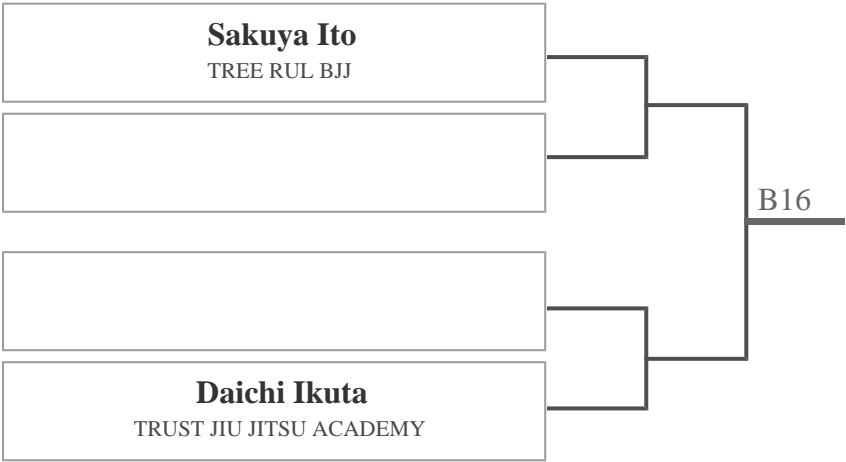 Sakuya Ito
TREE RUL BJJ
B16
Daichi Ikuta
TRUST JIU JITSU ACADEMY